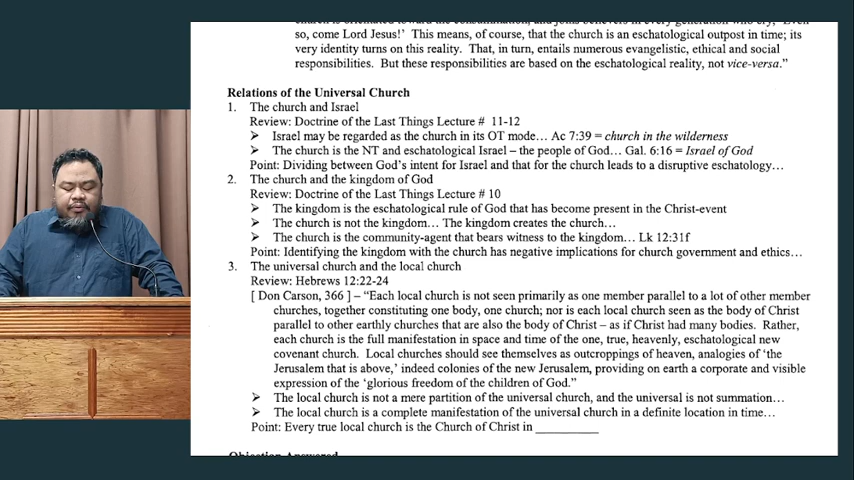 church is orientated toward the consummation, and joins believers in every generation who cry, 'Even
so, come Lord Jesus!' This means, of course, that the church is an eschatological outpost in time; its
very identity turns on this reality. That, in turn, entails numerous evangelistic, ethical and social
responsibilities. But these responsibilities are based on the eschatological reality, not vice-versa."
Relations of the Universal Church
1. The church and Israel
Review: Doctrine of the Last Things Lecture # 11-12
➢ Israel may be regarded as the church in its OT mode… Ac 7:39 = church in the wilderness
➢ The church is the NT and eschatological Israel – the people of God… Gal. 6:16 = Israel of God
Point: Dividing between God's intent for Israel and that for the church leads to a disruptive eschatology…
2. The church and the kingdom of God
Review: Doctrine of the Last Things Lecture # 10
➢ The kingdom is the eschatological rule of God that has become present in the Christ-event
➢ The church is not the kingdom… The kingdom creates the church…
➢ The church is the community-agent that bears witness to the kingdom… Lk 12:31f
Point: Identifying the kingdom with the church has negative implications for church government and ethics…
3. The universal church and the local church
Review: Hebrews 12:22-24
[ Don Carson, 366 ] – "Each local church is not seen primarily as one member parallel to a lot of other member
churches, together constituting one body, one church; nor is each local church seen as the body of Christ
parallel to other earthly churches that are also the body of Christ – as if Christ had many bodies. Rather,
each church is the full manifestation in space and time of the one, true, heavenly, eschatological new
covenant church. Local churches should see themselves as outcroppings of heaven, analogies of 'the
Jerusalem that is above,' indeed colonies of the new Jerusalem, providing on earth a corporate and visible
expression of the 'glorious freedom of the children of God."
➢ The local church is not a mere partition of the universal church, and the universal is not summation…
➢ The local church is a complete manifestation of the universal church in a definite location in time…
Point: Every true local church is the Church of Christ in ________
Objection Answered